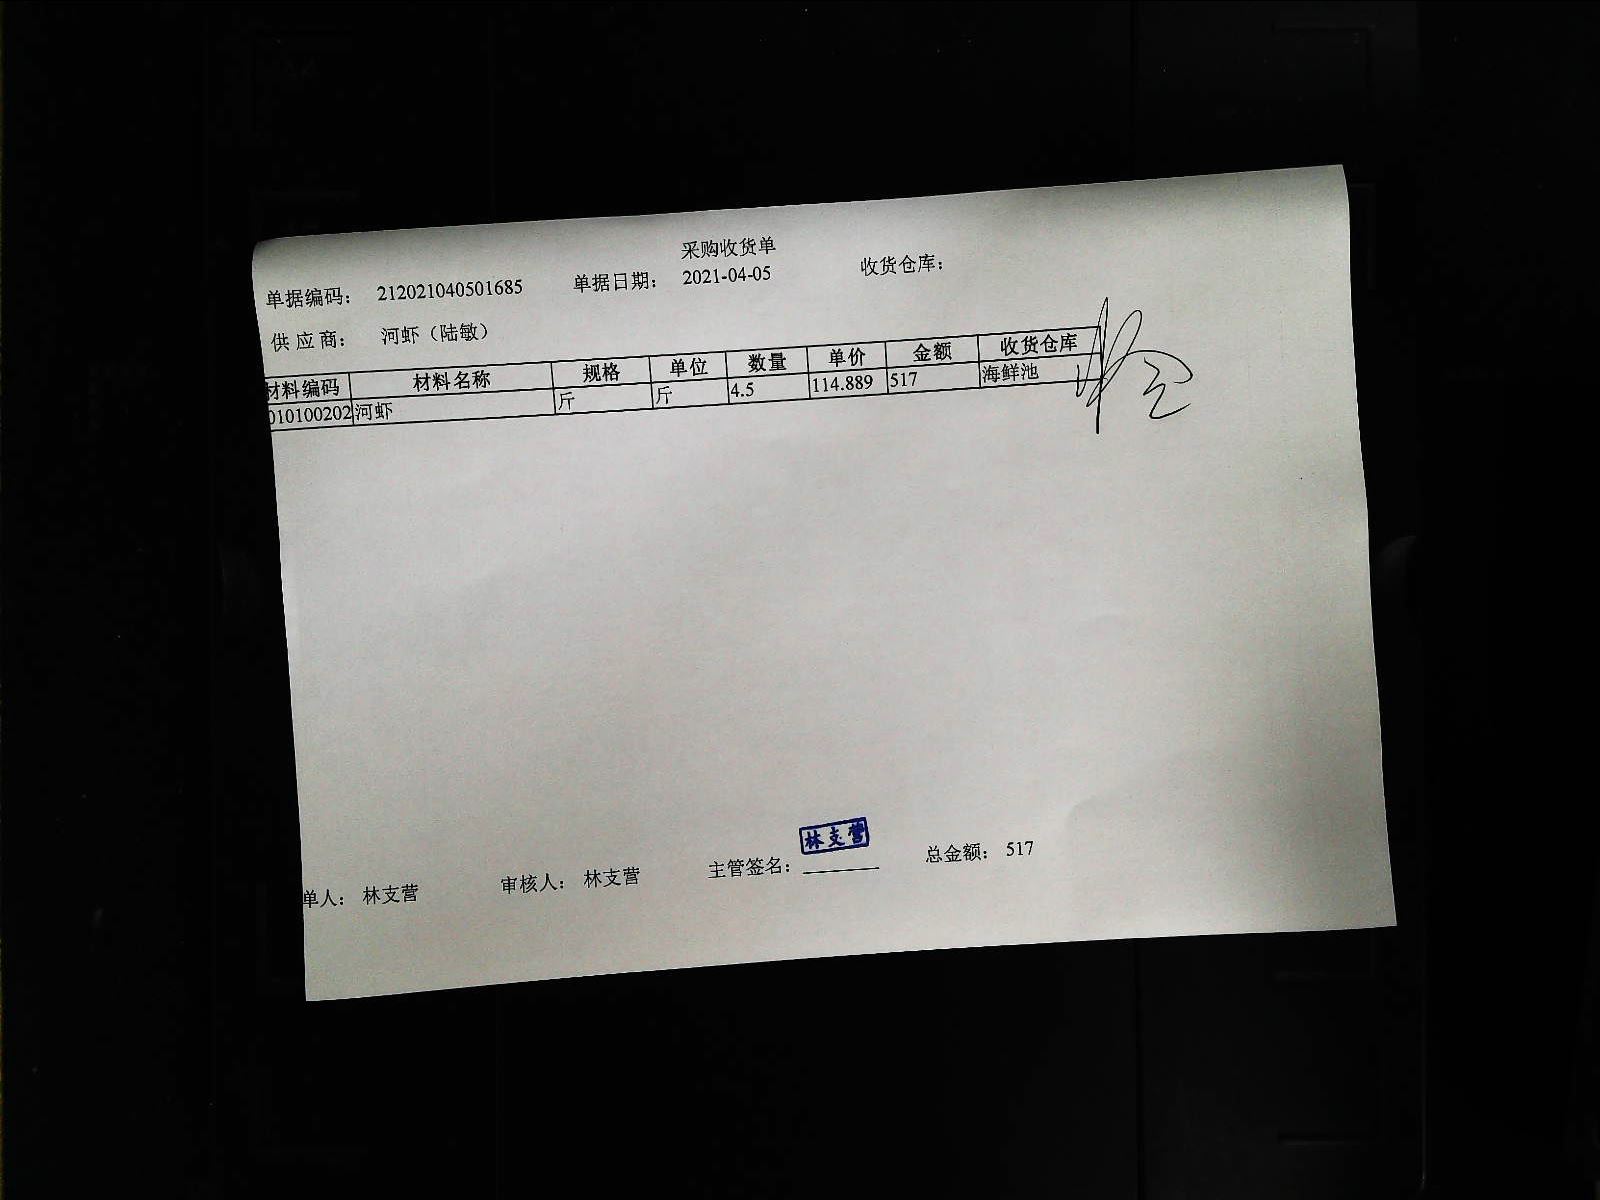 采购收货单
单据编码： 212021040501685 单据日期： 2021-04-05 收货仓库：
供应商： 河虾（陆敏）
材料编码 材料名称 规格 单位 数量 单价 金额 收货仓库
010100202 河虾 斤 斤 4.5 114.889 517 海鲜池
林支营
单人： 林支营 审核人： 林支营 主管签名： 总金额： 517